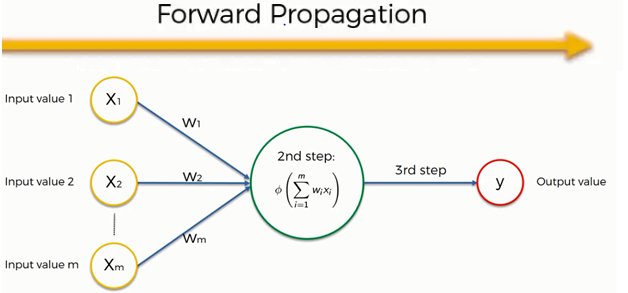 Forward Propagation
Input value 1
X1
W1
Input value 2
X2
W2
Input value m
Xm
Wm
2nd step:
ϕ(∑ᵢ₌₁ᵐ wᵢxᵢ)
3rd step
y
Output value